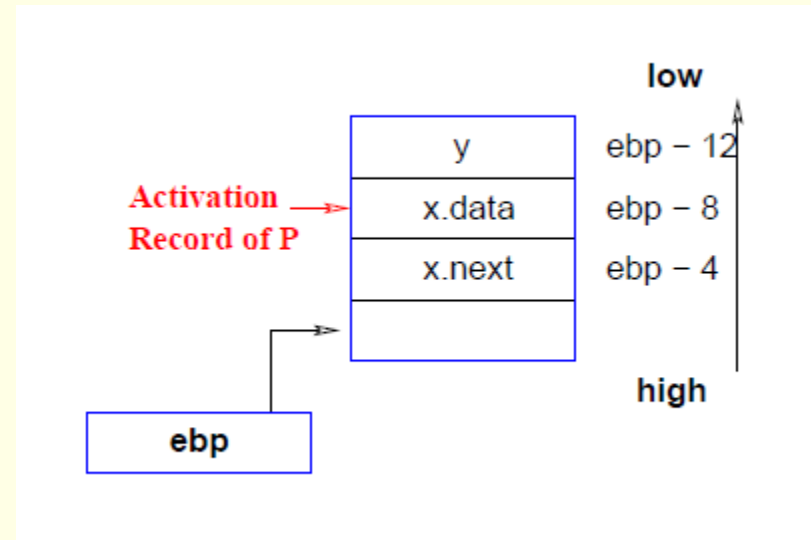 low
y
ebp − 12
Activation
Record of P
x.data
ebp − 8
x.next
ebp − 4
high
ebp